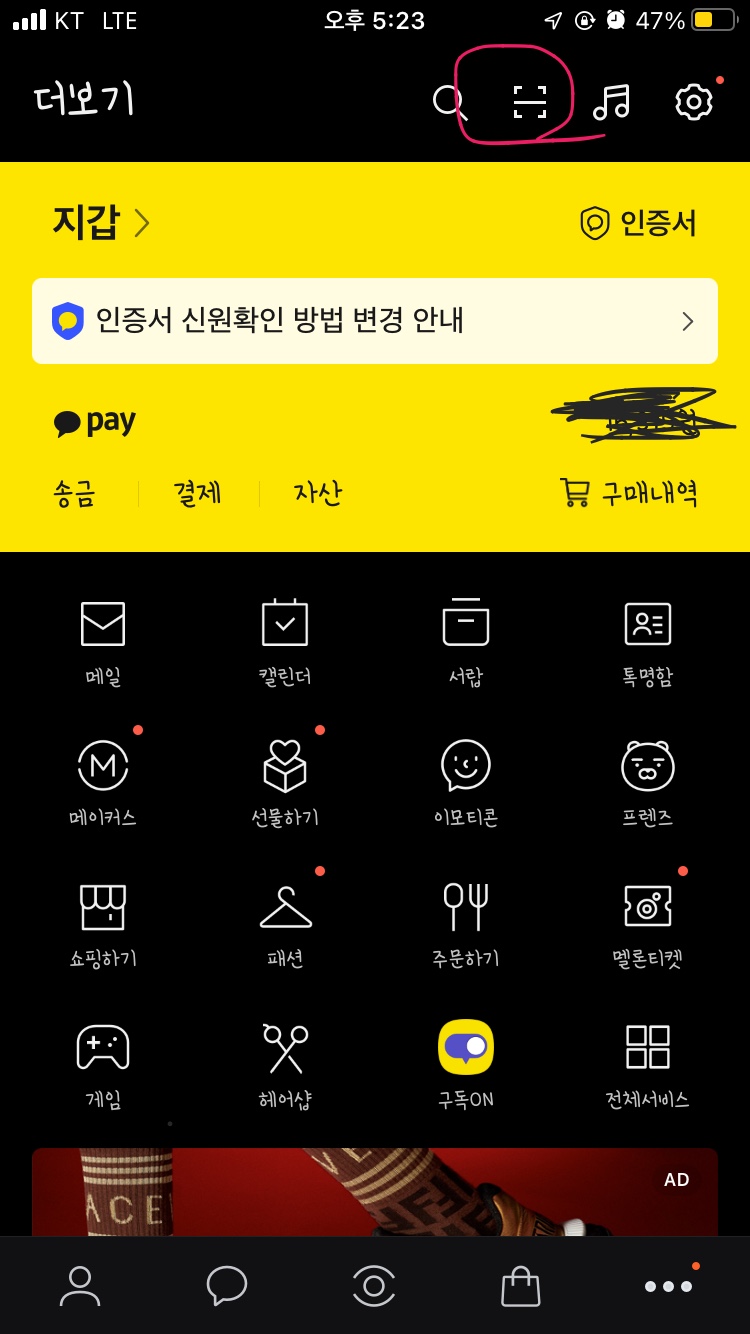 KT LTE 오후 5:23 47%
더보기
지갑 인증서
인증서 신원확인 방법 변경 안내
pay
송금 결제 자산 구매내역
메일 캘린더 서랍 톡명함
메이커스 선물하기 이모티콘 프렌즈
쇼핑하기 패션 주문하기 멜론티켓
게임 헤어샵 구독ON 전체서비스
AD